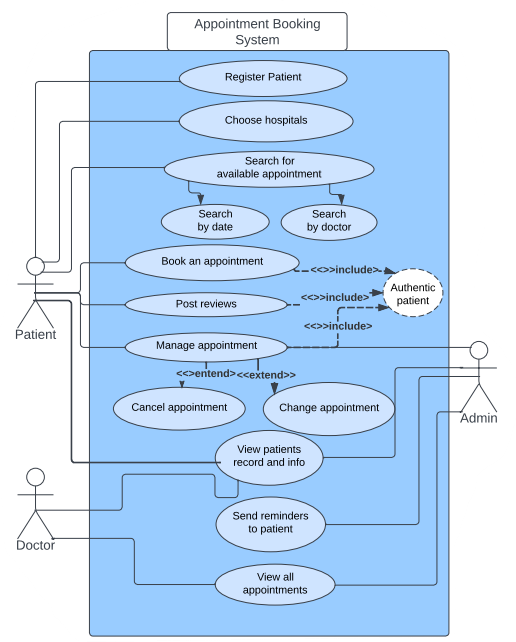 Appointment Booking
System
Register Patient
Choose hospitals
Search for
available appointment
Search
by date
Search
by doctor
Book an appointment
<<>>include>
Authentic
patient
Post reviews
<<>>include>
<<>>include>
Patient
Manage appointment
<<>entend>
<<extend>>
Cancel appointment
Change appointment
Admin
View patients
record and info
Send reminders
to patient
Doctor
View all
appointments